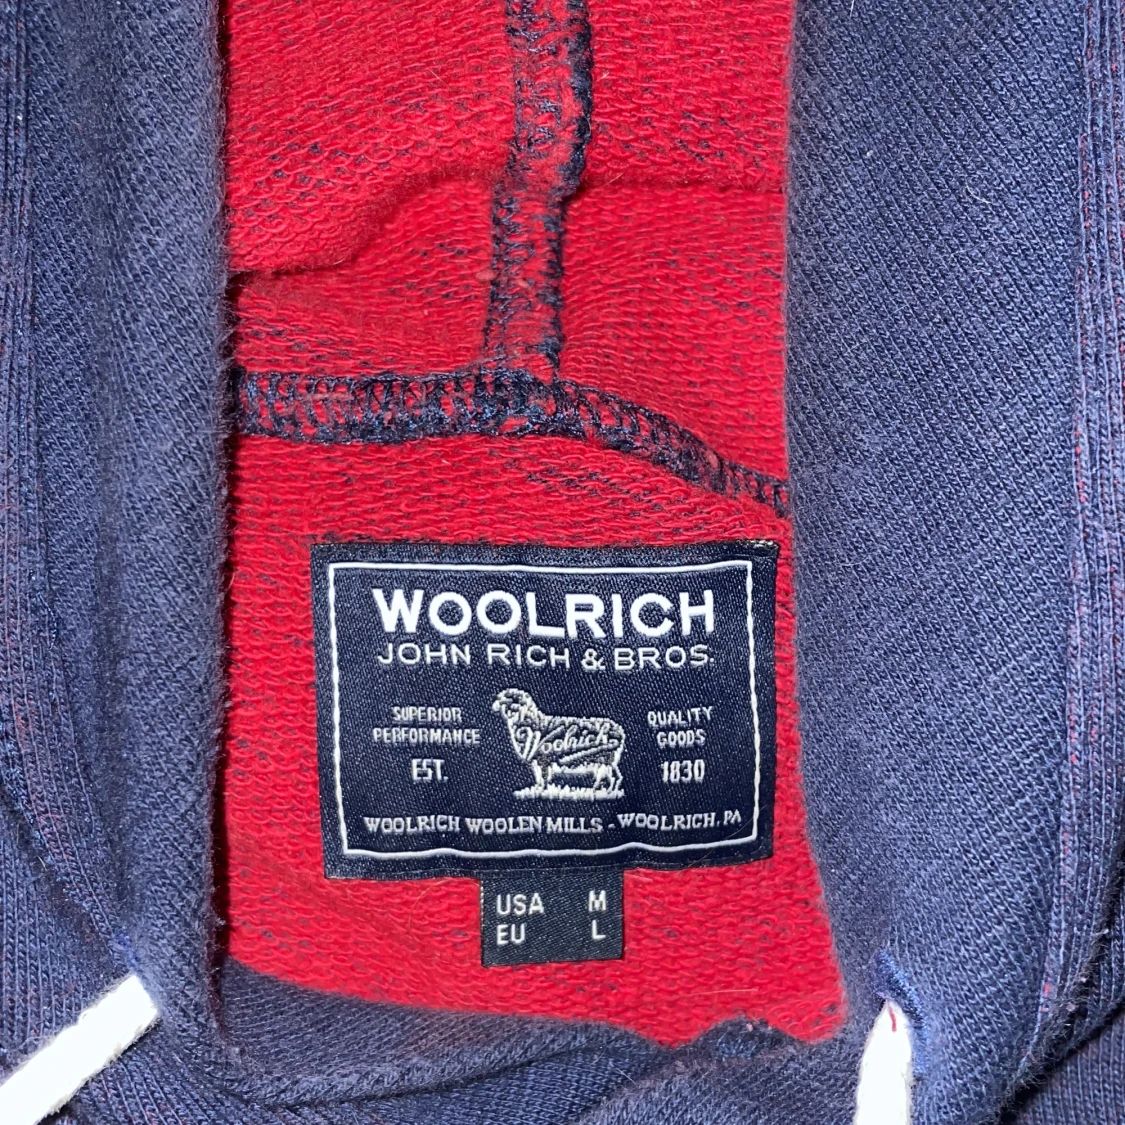 WOOLRICH
JOHN RICH & BROS.
SUPERIOR
PERFORMANCE
EST.
Woolrich
QUALITY
GOODS
1830
WOOLRICH WOOLEN MILLS - WOOLRICH, PA
USA M
EU L